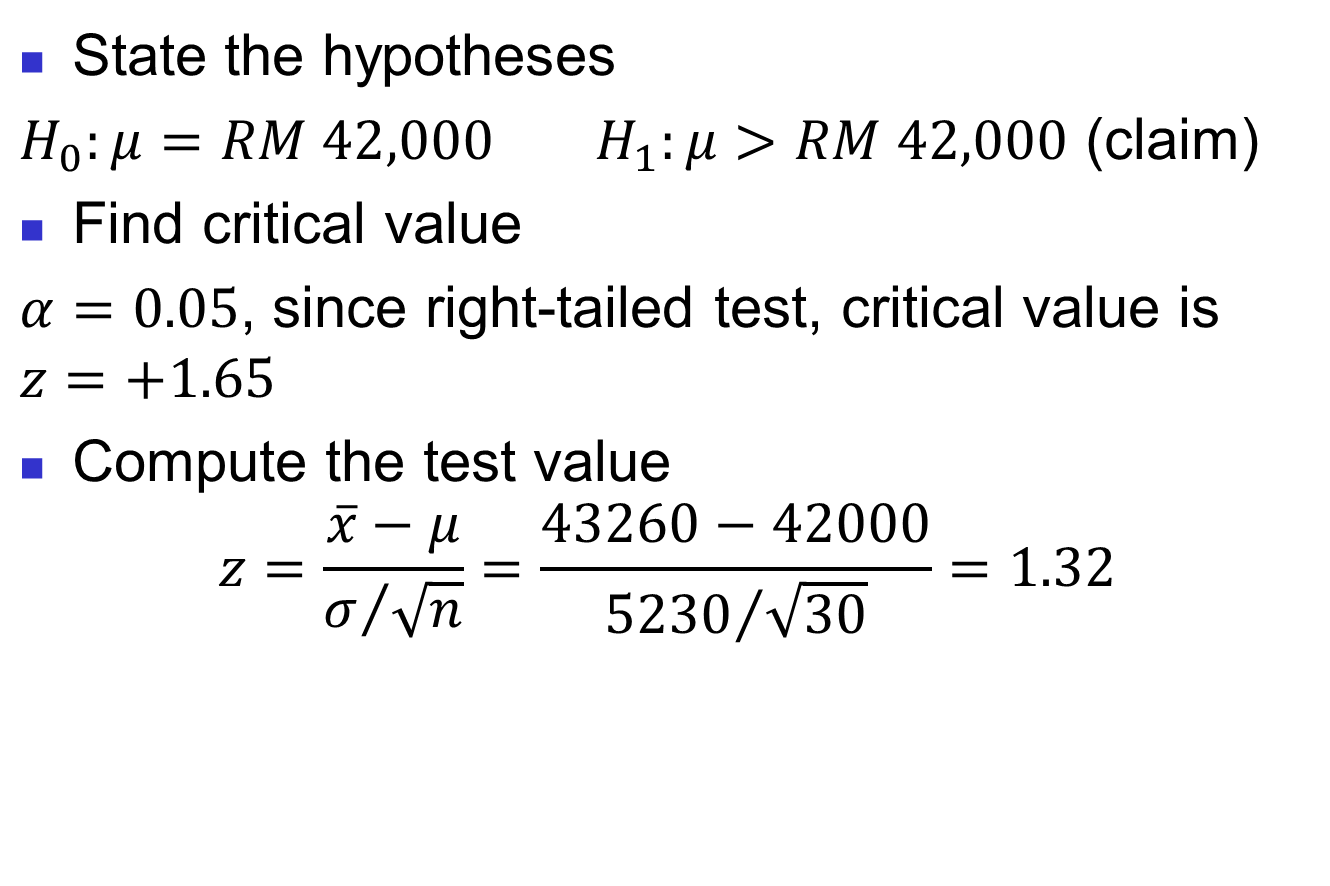 ▪ State the hypotheses
H₀: μ = RM 42,000 H₁: μ > RM 42,000 (claim)
▪ Find critical value
α = 0.05, since right-tailed test, critical value is
z = +1.65
▪ Compute the test value
z = (x̄ − μ)/(σ/√n) = (43260 − 42000)/(5230/√30) = 1.32